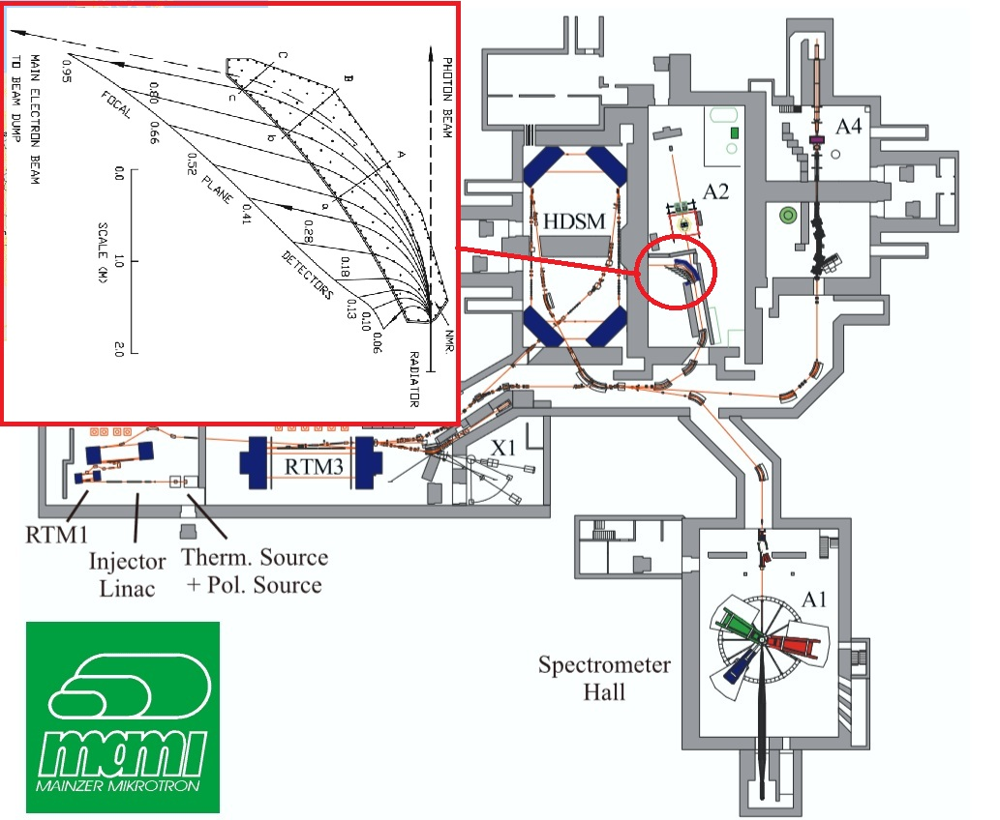 MAIN ELECTRON BEAM
TO BEAM DUMP
PHOTON BEAM
C
B
A
c
b
a
0.95
0.80
0.66
0.52
0.41
0.28
0.18
0.13
0.10
0.06
FOCAL PLANE DETECTORS
0.0
1.0
2.0
SCALE (M)
NMR.
RADIATOR
HDSM
A2
A4
RTM3
X1
RTM1
Injector
Linac
Therm. Source
+ Pol. Source
A1
Spectrometer
Hall
mami
MAINZER MIKROTRON